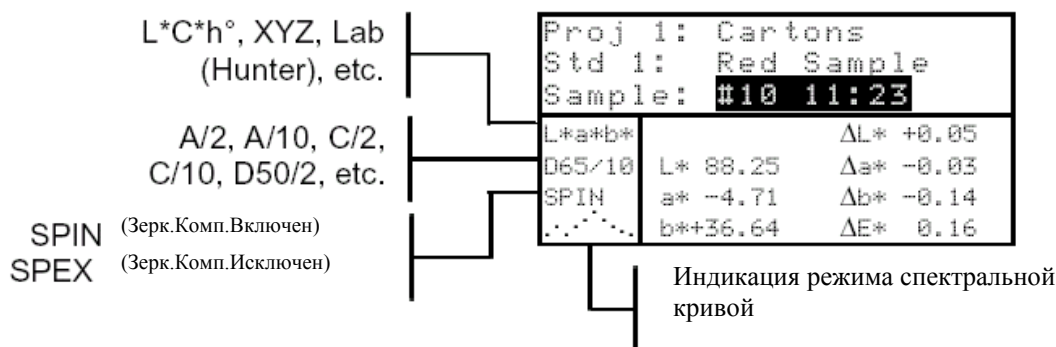 L*C*h°, XYZ, Lab
(Hunter), etc.
A/2, A/10, C/2,
C/10, D50/2, etc.
SPIN (Зерк.Комп.Включен)
SPEX (Зерк.Комп.Исключен)
Proj 1: Cartons
Std 1: Red Sample
Sample: #10 11:23
L*a*b* ΔL* +0.05
D65/10 L* 88.25 Δa* -0.03
SPIN a* -4.71 Δb* -0.14
b*+36.64 ΔE* 0.16
Индикация режима спектральной
кривой